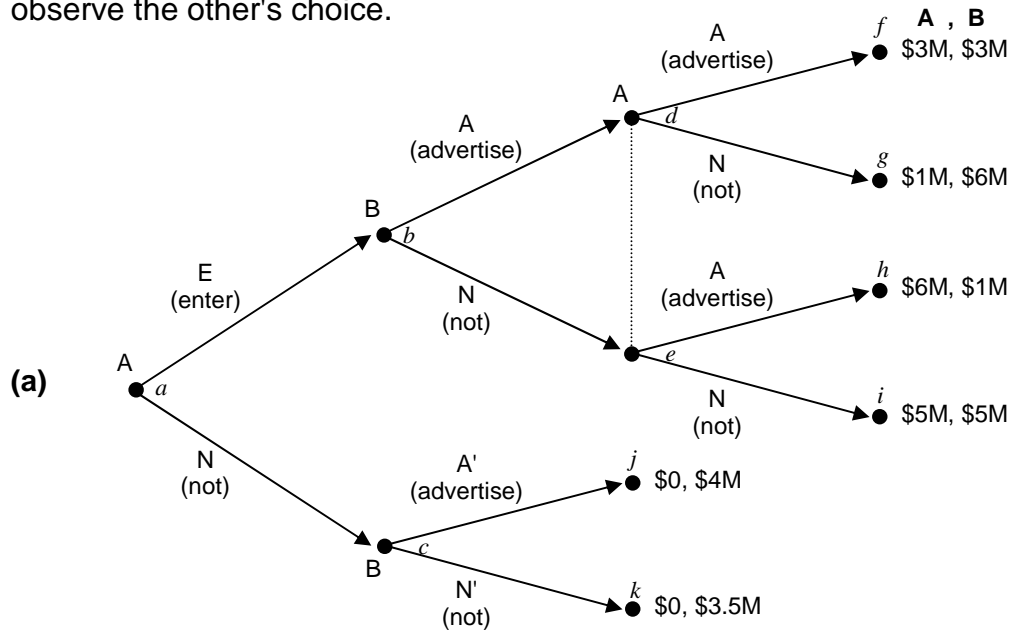 observe the other's choice.
A , B
f
$3M, $3M
A
(advertise)
A
d
N
(not)
g
$1M, $6M
A
(advertise)
B
b
N
(not)
A
(advertise)
h
$6M, $1M
e
N
(not)
i
$5M, $5M
E
(enter)
(a)
A
a
N
(not)
A'
(advertise)
j
$0, $4M
B
c
N'
(not)
k
$0, $3.5M